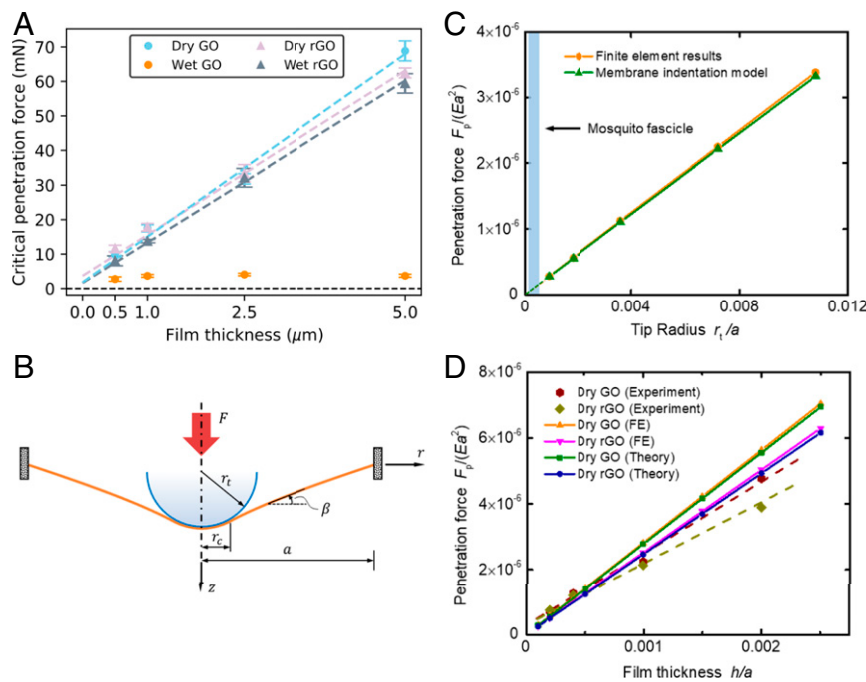 A
Critical penetration force (mN)
70
60
50
40
30
20
10
0
Dry GO
Wet GO
Dry rGO
Wet rGO
0.0 0.5 1.0 2.5 5.0
Film thickness (μm)
B
F
r
r_t
β
r_c
a
z
C
Penetration force F_p/(Ea²)
4×10⁻⁶
3×10⁻⁶
2×10⁻⁶
1×10⁻⁶
0
Finite element results
Membrane indentation model
Mosquito fascicle
0 0.004 0.008 0.012
Tip Radius r_t/a
D
Penetration force F_p/(Ea²)
8×10⁻⁶
6×10⁻⁶
4×10⁻⁶
2×10⁻⁶
0
Dry GO (Experiment)
Dry rGO (Experiment)
Dry GO (FE)
Dry rGO (FE)
Dry GO (Theory)
Dry rGO (Theory)
0 0.001 0.002
Film thickness h/a